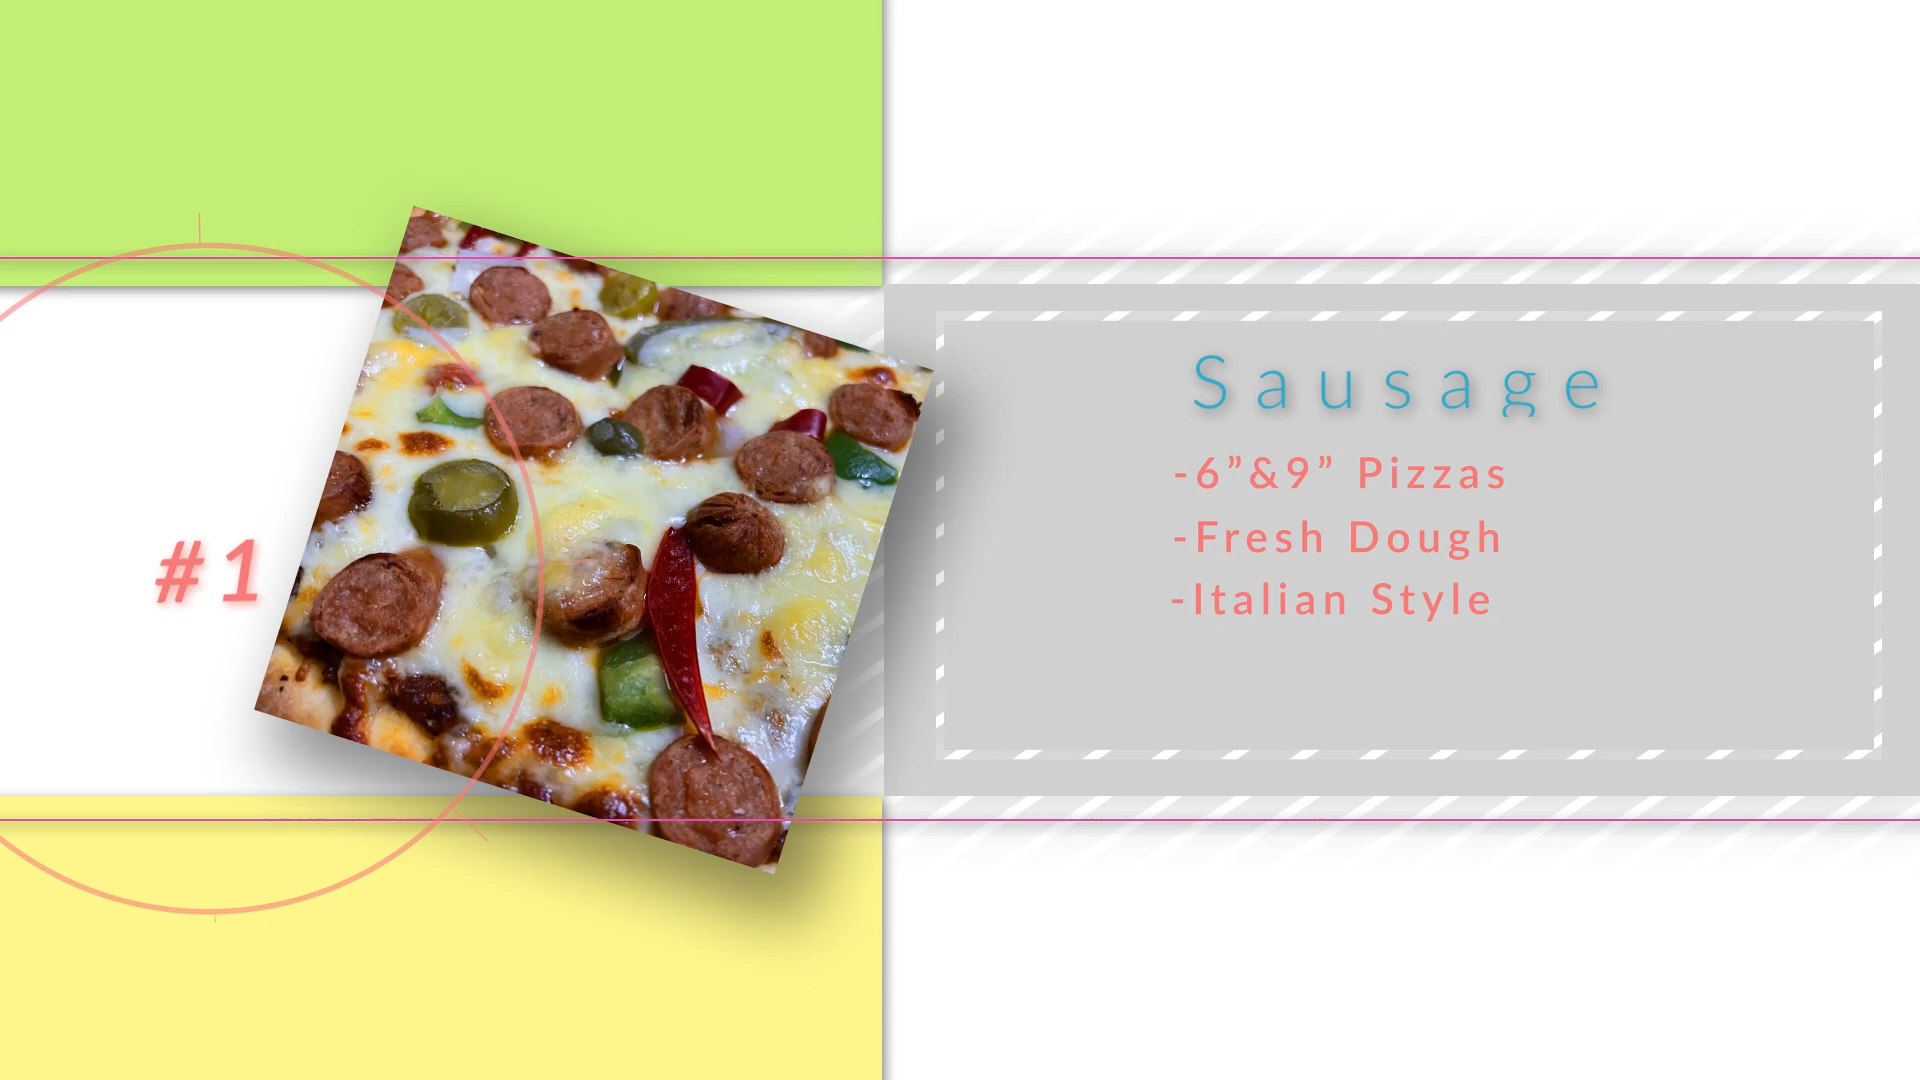 #1
Sausage
-6”&9” Pizzas
-Fresh Dough
-Italian Style